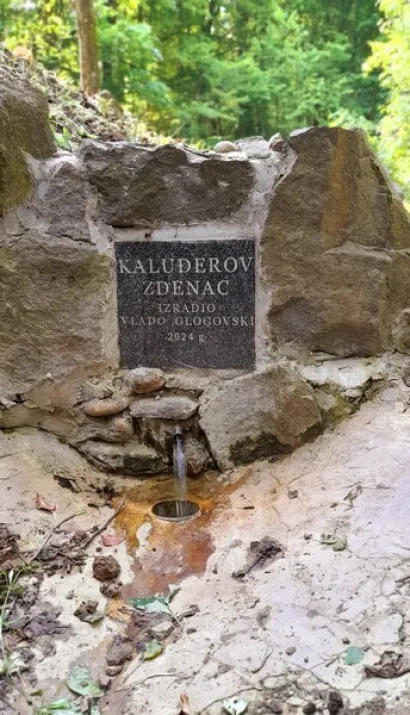 KALUĐEROV
ZDENAC
IZRADIO
VLADO GLOGOVSKI
2024 g.